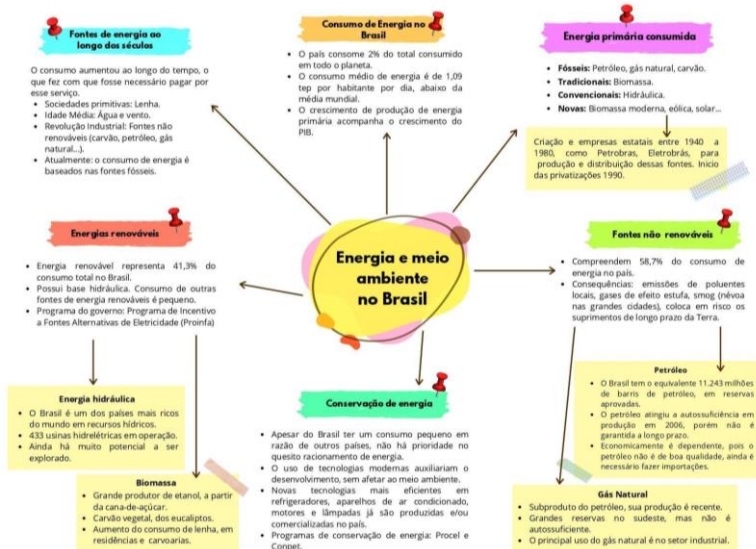 Fontes de energia ao
longo dos séculos
O consumo aumentou ao longo do tempo, o
que fez com que fosse necessário pagar por
esse serviço.
• Sociedades primitivas: Lenha.
• Idade Média: Água e vento.
• Revolução Industrial: Fontes não
renováveis (carvão, petróleo, gás
natural...).
• Atualmente: o consumo de energia é
baseados nas fontes fósseis.
Consumo de Energia no
Brasil
• O país consome 2% do total consumido
em todo o planeta.
• O consumo médio de energia é de 1,09
tep por habitante por dia, abaixo da
média mundial.
• O crescimento de produção de energia
primária acompanha o crescimento do
PIB.
Energia primária consumida
• Fósseis: Petróleo, gás natural, carvão.
• Tradicionais: Biomassa.
• Convencionais: Hidráulica.
• Novas: Biomassa moderna, eólica, solar...
Criação e empresas estatais entre 1940 a
1980, como Petrobras, Eletrobrás, para
produção e distribuição dessas fontes. Inicio
das privatizações 1990.
Energia e meio
ambiente
no Brasil
Energias renováveis
• Energia renovável representa 41,3% do
consumo total no Brasil.
• Possui base hidráulica. Consumo de outras
fontes de energia renováveis é pequeno.
• Programa do governo: Programa de Incentivo
a Fontes Alternativas de Eletricidade (Proinfa)
Energia hidráulica
• O Brasil é um dos países mais ricos
do mundo em recursos hídricos.
• 433 usinas hidrelétricas em operação.
• Ainda há muito potencial a ser
explorado.
Biomassa
• Grande produtor de etanol, a partir
da cana-de-açúcar.
• Carvão vegetal, dos eucaliptos.
• Aumento do consumo de lenha, em
residências e carvoarias.
Conservação de energia
• Apesar do Brasil ter um consumo pequeno em
razão de outros países, não há prioridade no
quesito racionamento de energia.
• O uso de tecnologias modernas auxiliariam o
desenvolvimento, sem afetar ao meio ambiente.
• Novas tecnologias mais eficientes em
refrigeradores, aparelhos de ar condicionado,
motores e lâmpadas já são produzidas e/ou
comercializadas no país.
• Programas de conservação de energia: Procel e
Conpet.
Fontes não renováveis
• Compreendem 58,7% do consumo de
energia no país.
• Consequências: emissões de poluentes
locais, gases de efeito estufa, smog (névoa
nas grandes cidades), coloca em risco os
suprimentos de longo prazo da Terra.
Petróleo
• O Brasil tem o equivalente 11.243 milhões
de barris de petróleo, em reservas
aprovadas.
• O petróleo atingiu a autossuficiência em
produção em 2006, porém não é
garantida a longo prazo.
• Economicamente é dependente, pois o
petróleo não é de boa qualidade, ainda é
necessário fazer importações.
Gás Natural
• Subproduto do petróleo, sua produção é recente.
• Grandes reservas no sudeste, mas não é
autossuficiente.
• O principal uso do gás natural é no setor industrial.